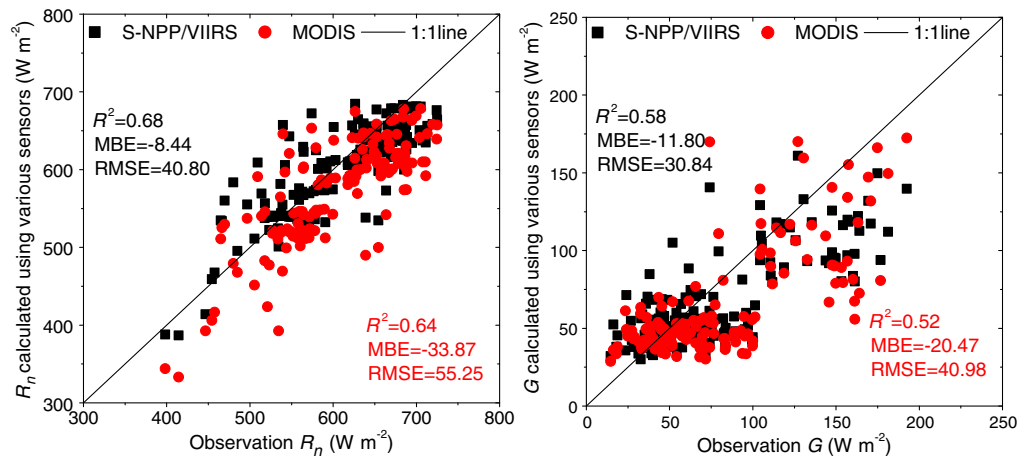 S-NPP/VIIRS MODIS 1:1line
R²=0.68
MBE=-8.44
RMSE=40.80
R²=0.64
MBE=-33.87
RMSE=55.25
800
700
600
500
400
300
300 400 500 600 700 800
Rn calculated using various sensors (W m-2)
Observation Rn (W m-2)
S-NPP/VIIRS MODIS 1:1line
R²=0.58
MBE=-11.80
RMSE=30.84
R²=0.52
MBE=-20.47
RMSE=40.98
250
200
150
100
50
0
0 50 100 150 200 250
G calculated using various sensors (W m-2)
Observation G (W m-2)